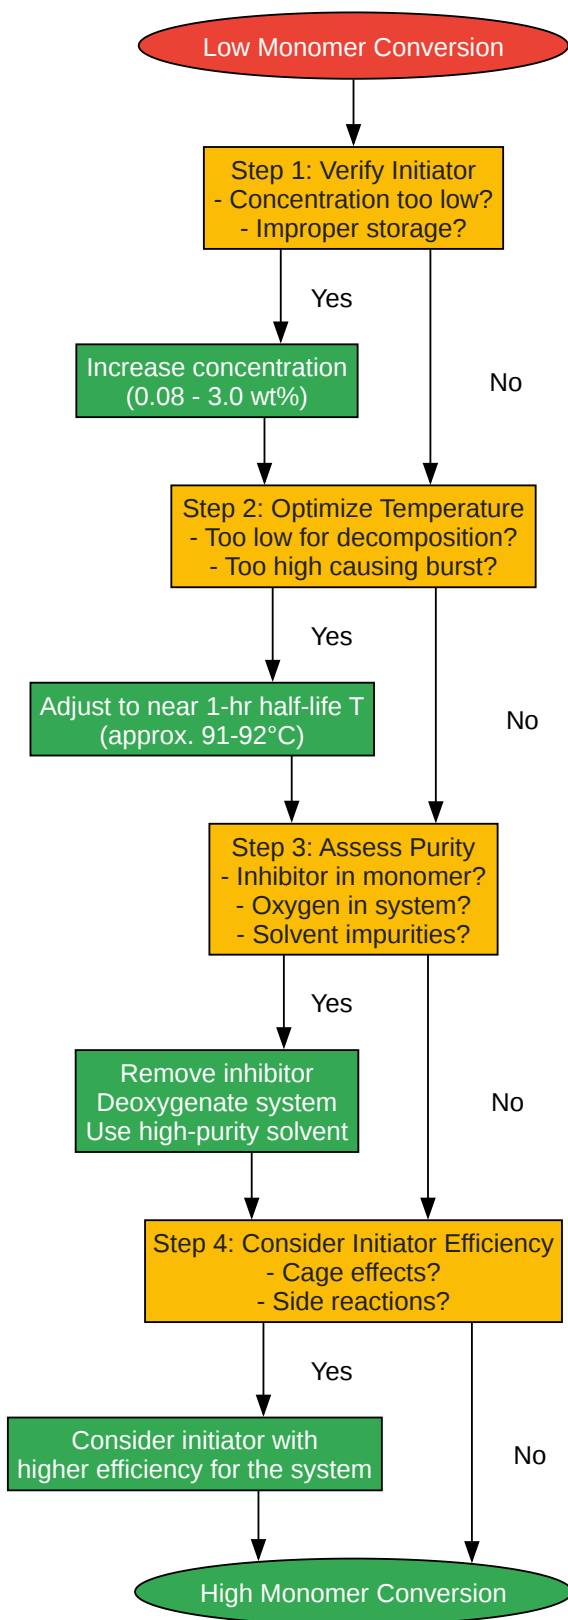 Low Monomer Conversion
Step 1: Verify Initiator
- Concentration too low?
- Improper storage?
Yes
Increase concentration
(0.08 - 3.0 wt%)
No
Step 2: Optimize Temperature
- Too low for decomposition?
- Too high causing burst?
Yes
Adjust to near 1-hr half-life T
(approx. 91-92°C)
No
Step 3: Assess Purity
- Inhibitor in monomer?
- Oxygen in system?
- Solvent impurities?
Yes
Remove inhibitor
Deoxygenate system
Use high-purity solvent
No
Step 4: Consider Initiator Efficiency
- Cage effects?
- Side reactions?
Yes
Consider initiator with
higher efficiency for the system
No
High Monomer Conversion